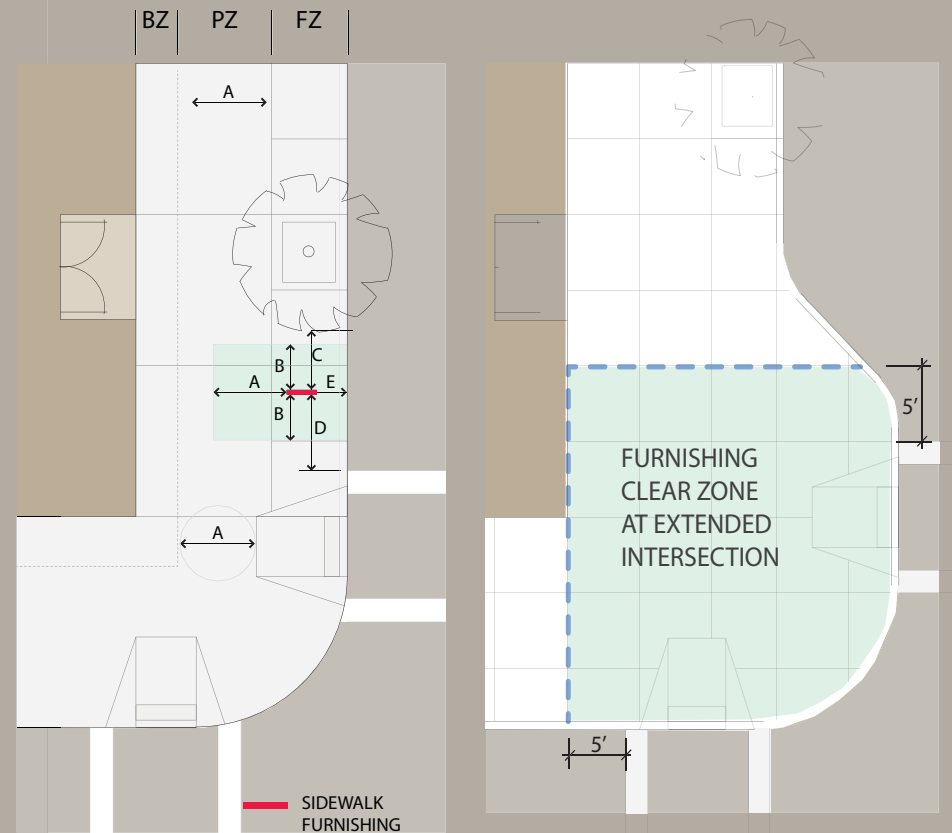 BZ PZ FZ
A
C
B
A
E
B
D
A
SIDEWALK
FURNISHING
FURNISHING
CLEAR ZONE
AT EXTENDED
INTERSECTION
5’
5’